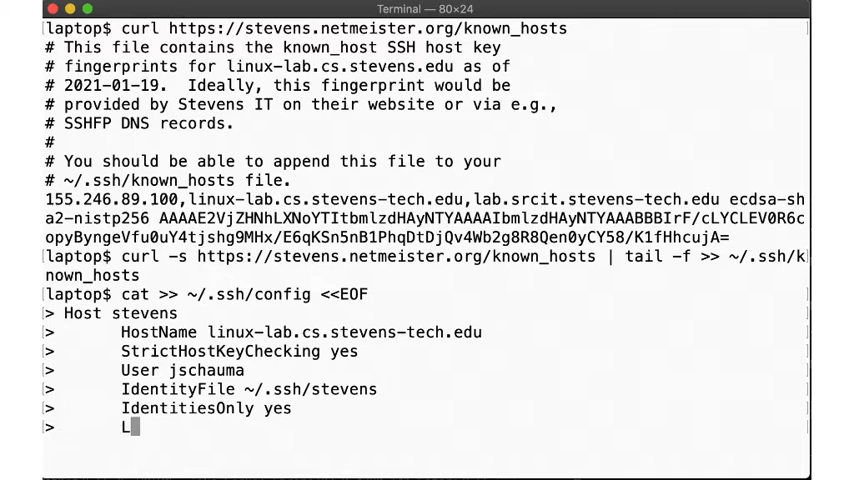 Terminal — 80×24
laptop$ curl https://stevens.netmeister.org/known_hosts
# This file contains the known_host SSH host key
# fingerprints for linux-lab.cs.stevens.edu as of
# 2021-01-19.  Ideally, this fingerprint would be
# provided by Stevens IT on their website or via e.g.,
# SSHFP DNS records.
#
# You should be able to append this file to your
# ~/.ssh/known_hosts file.
155.246.89.100,linux-lab.cs.stevens-tech.edu,lab.srcit.stevens-tech.edu ecdsa-sh
a2-nistp256 AAAAE2VjZHNhLXNoYTItbmlzdHAyNTYAAAAIbmlzdHAyNTYAAABBBIrF/cLYCLEV0R6c
opyByngeVfu0uY4tjshg9MHx/E6qKSn5nB1PhqDtDjQv4Wb2g8R8Qen0yCY58/K1fHhcujA=
laptop$ curl -s https://stevens.netmeister.org/known_hosts | tail -f >> ~/.ssh/k
nown_hosts
laptop$ cat >> ~/.ssh/config <<EOF
> Host stevens
>       HostName linux-lab.cs.stevens-tech.edu
>       StrictHostKeyChecking yes
>       User jschauma
>       IdentityFile ~/.ssh/stevens
>       IdentitiesOnly yes
>       L